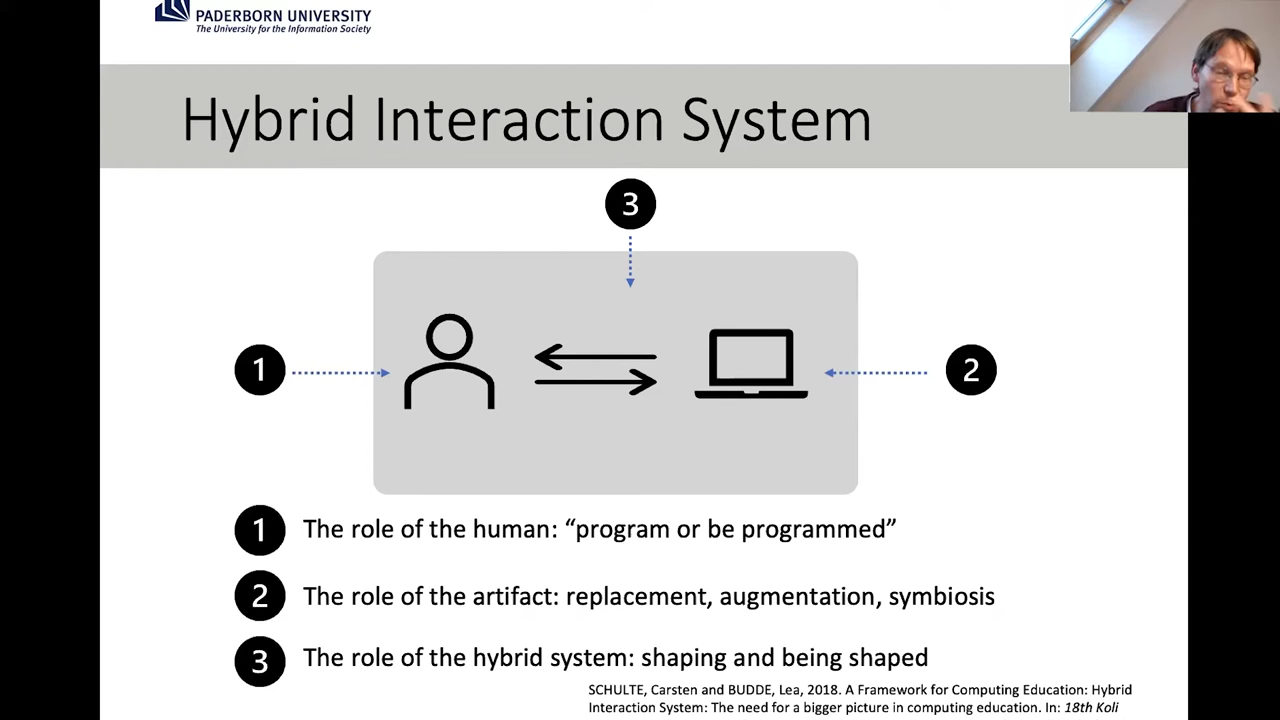 PADERBORN UNIVERSITY
The University for the Information Society
Hybrid Interaction System
3
1
2
1 The role of the human: “program or be programmed”
2 The role of the artifact: replacement, augmentation, symbiosis
3 The role of the hybrid system: shaping and being shaped
SCHULTE, Carsten and BUDDE, Lea, 2018. A Framework for Computing Education: Hybrid
Interaction System: The need for a bigger picture in computing education. In: 18th Koli